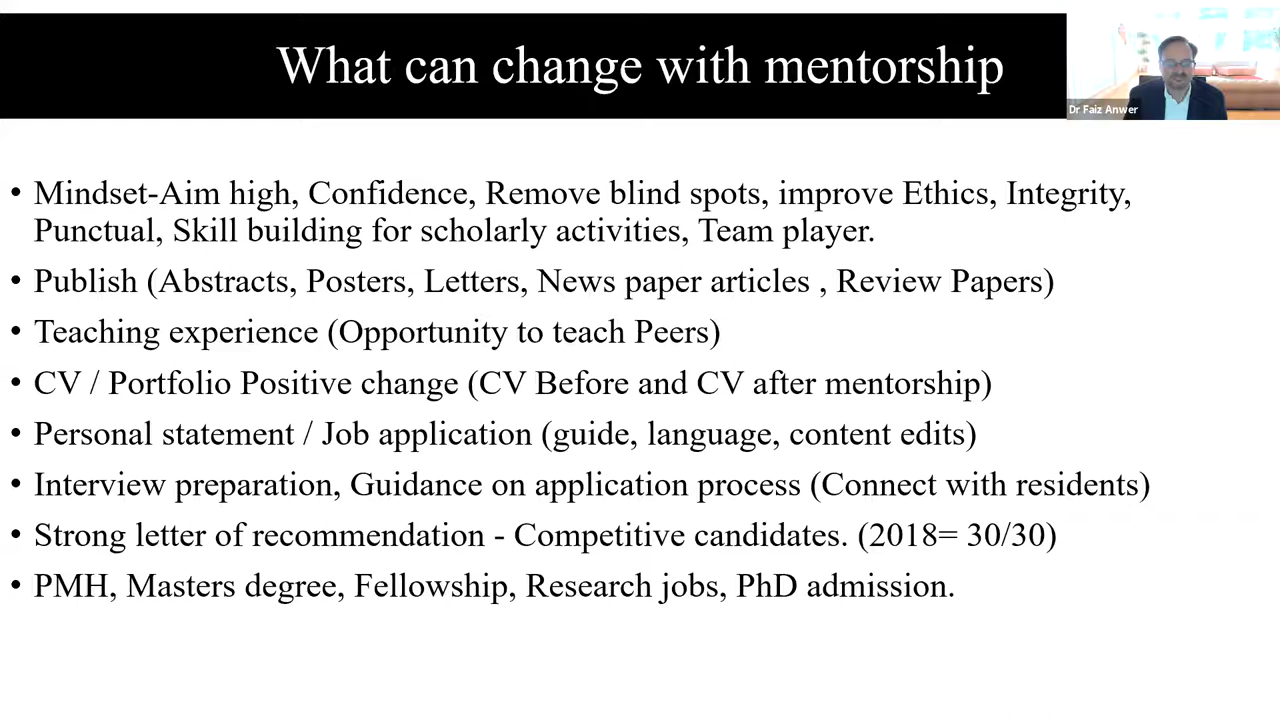 What can change with mentorship
Dr Faiz Anwer
• Mindset-Aim high, Confidence, Remove blind spots, improve Ethics, Integrity,
Punctual, Skill building for scholarly activities, Team player.
• Publish (Abstracts, Posters, Letters, News paper articles , Review Papers)
• Teaching experience (Opportunity to teach Peers)
• CV / Portfolio Positive change (CV Before and CV after mentorship)
• Personal statement / Job application (guide, language, content edits)
• Interview preparation, Guidance on application process (Connect with residents)
• Strong letter of recommendation - Competitive candidates. (2018= 30/30)
• PMH, Masters degree, Fellowship, Research jobs, PhD admission.